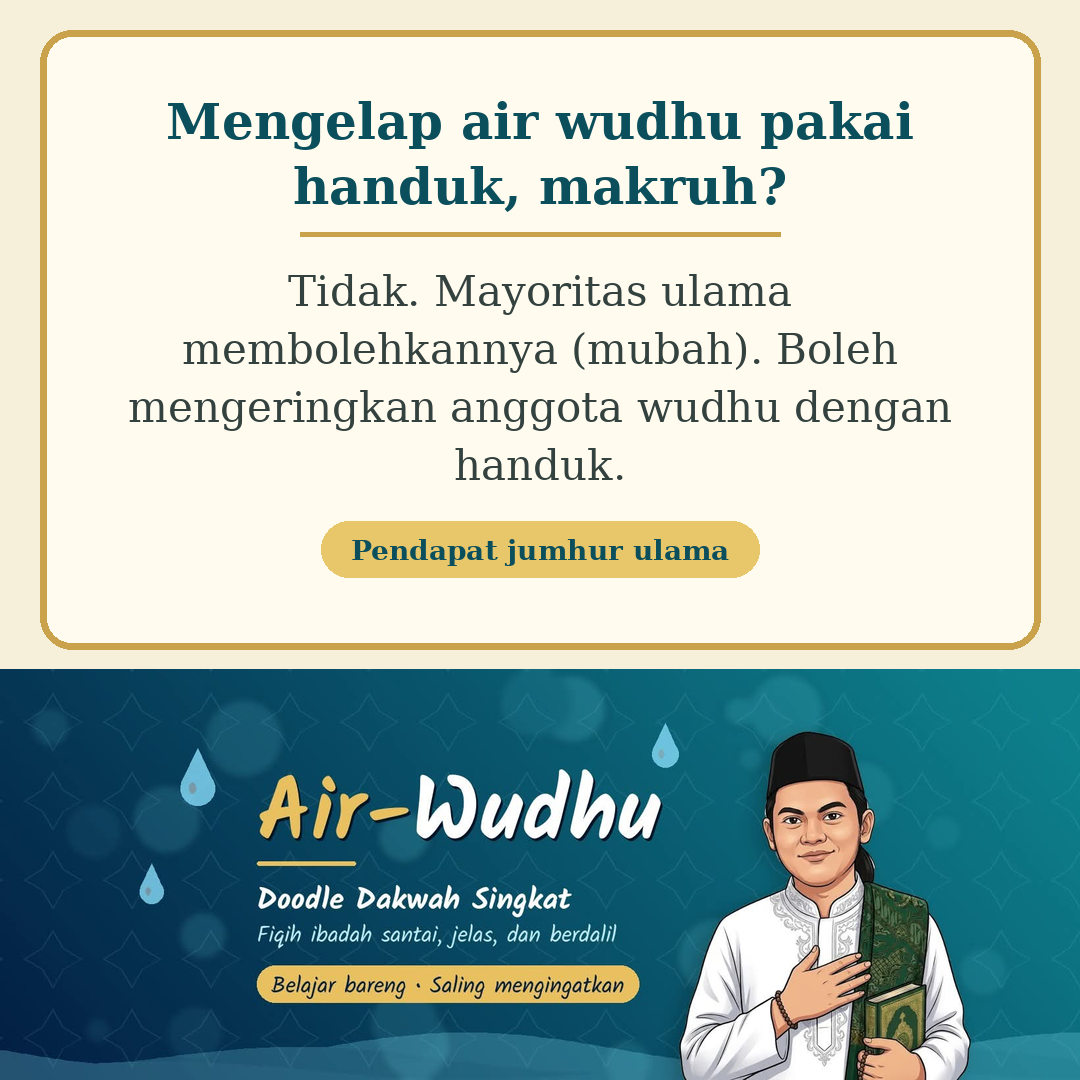 Mengelap air wudhu pakai
handuk, makruh?
Tidak. Mayoritas ulama
membolehkannya (mubah). Boleh
mengeringkan anggota wudhu dengan
handuk.
Pendapat jumhur ulama
Air-Wudhu
Doodle Dakwah Singkat
Fiqih ibadah santai, jelas, dan berdalil
Belajar bareng • Saling mengingatkan